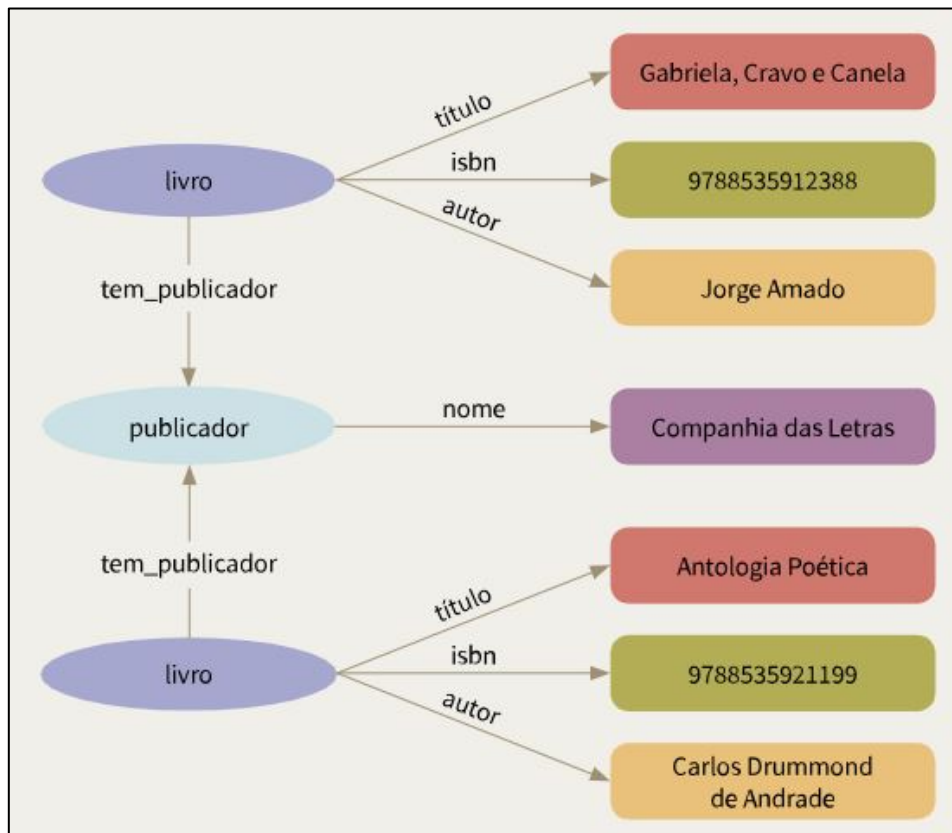 título
Gabriela, Cravo e Canela
livro
isbn
9788535912388
autor
Jorge Amado
tem_publicador
publicador
nome
Companhia das Letras
tem_publicador
título
Antologia Poética
livro
isbn
9788535921199
autor
Carlos Drummond
de Andrade